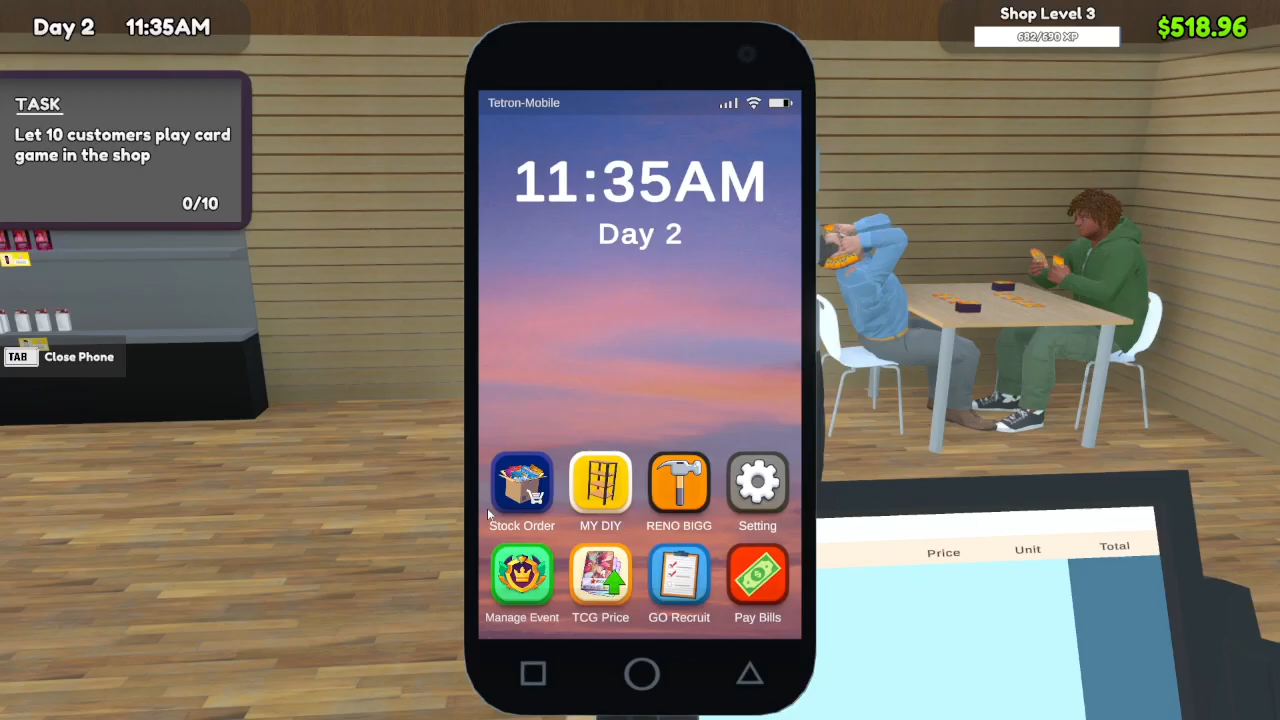 Day 2
11:35AM
Shop Level 3
682/690 XP
$518.96
TASK
Let 10 customers play card
game in the shop
0/10
TAB
Close Phone
Tetron-Mobile
11:35AM
Day 2
Stock Order
MY DIY
RENO BIGG
Setting
Manage Event
TCG Price
GO Recruit
Pay Bills
Price
Unit
Total